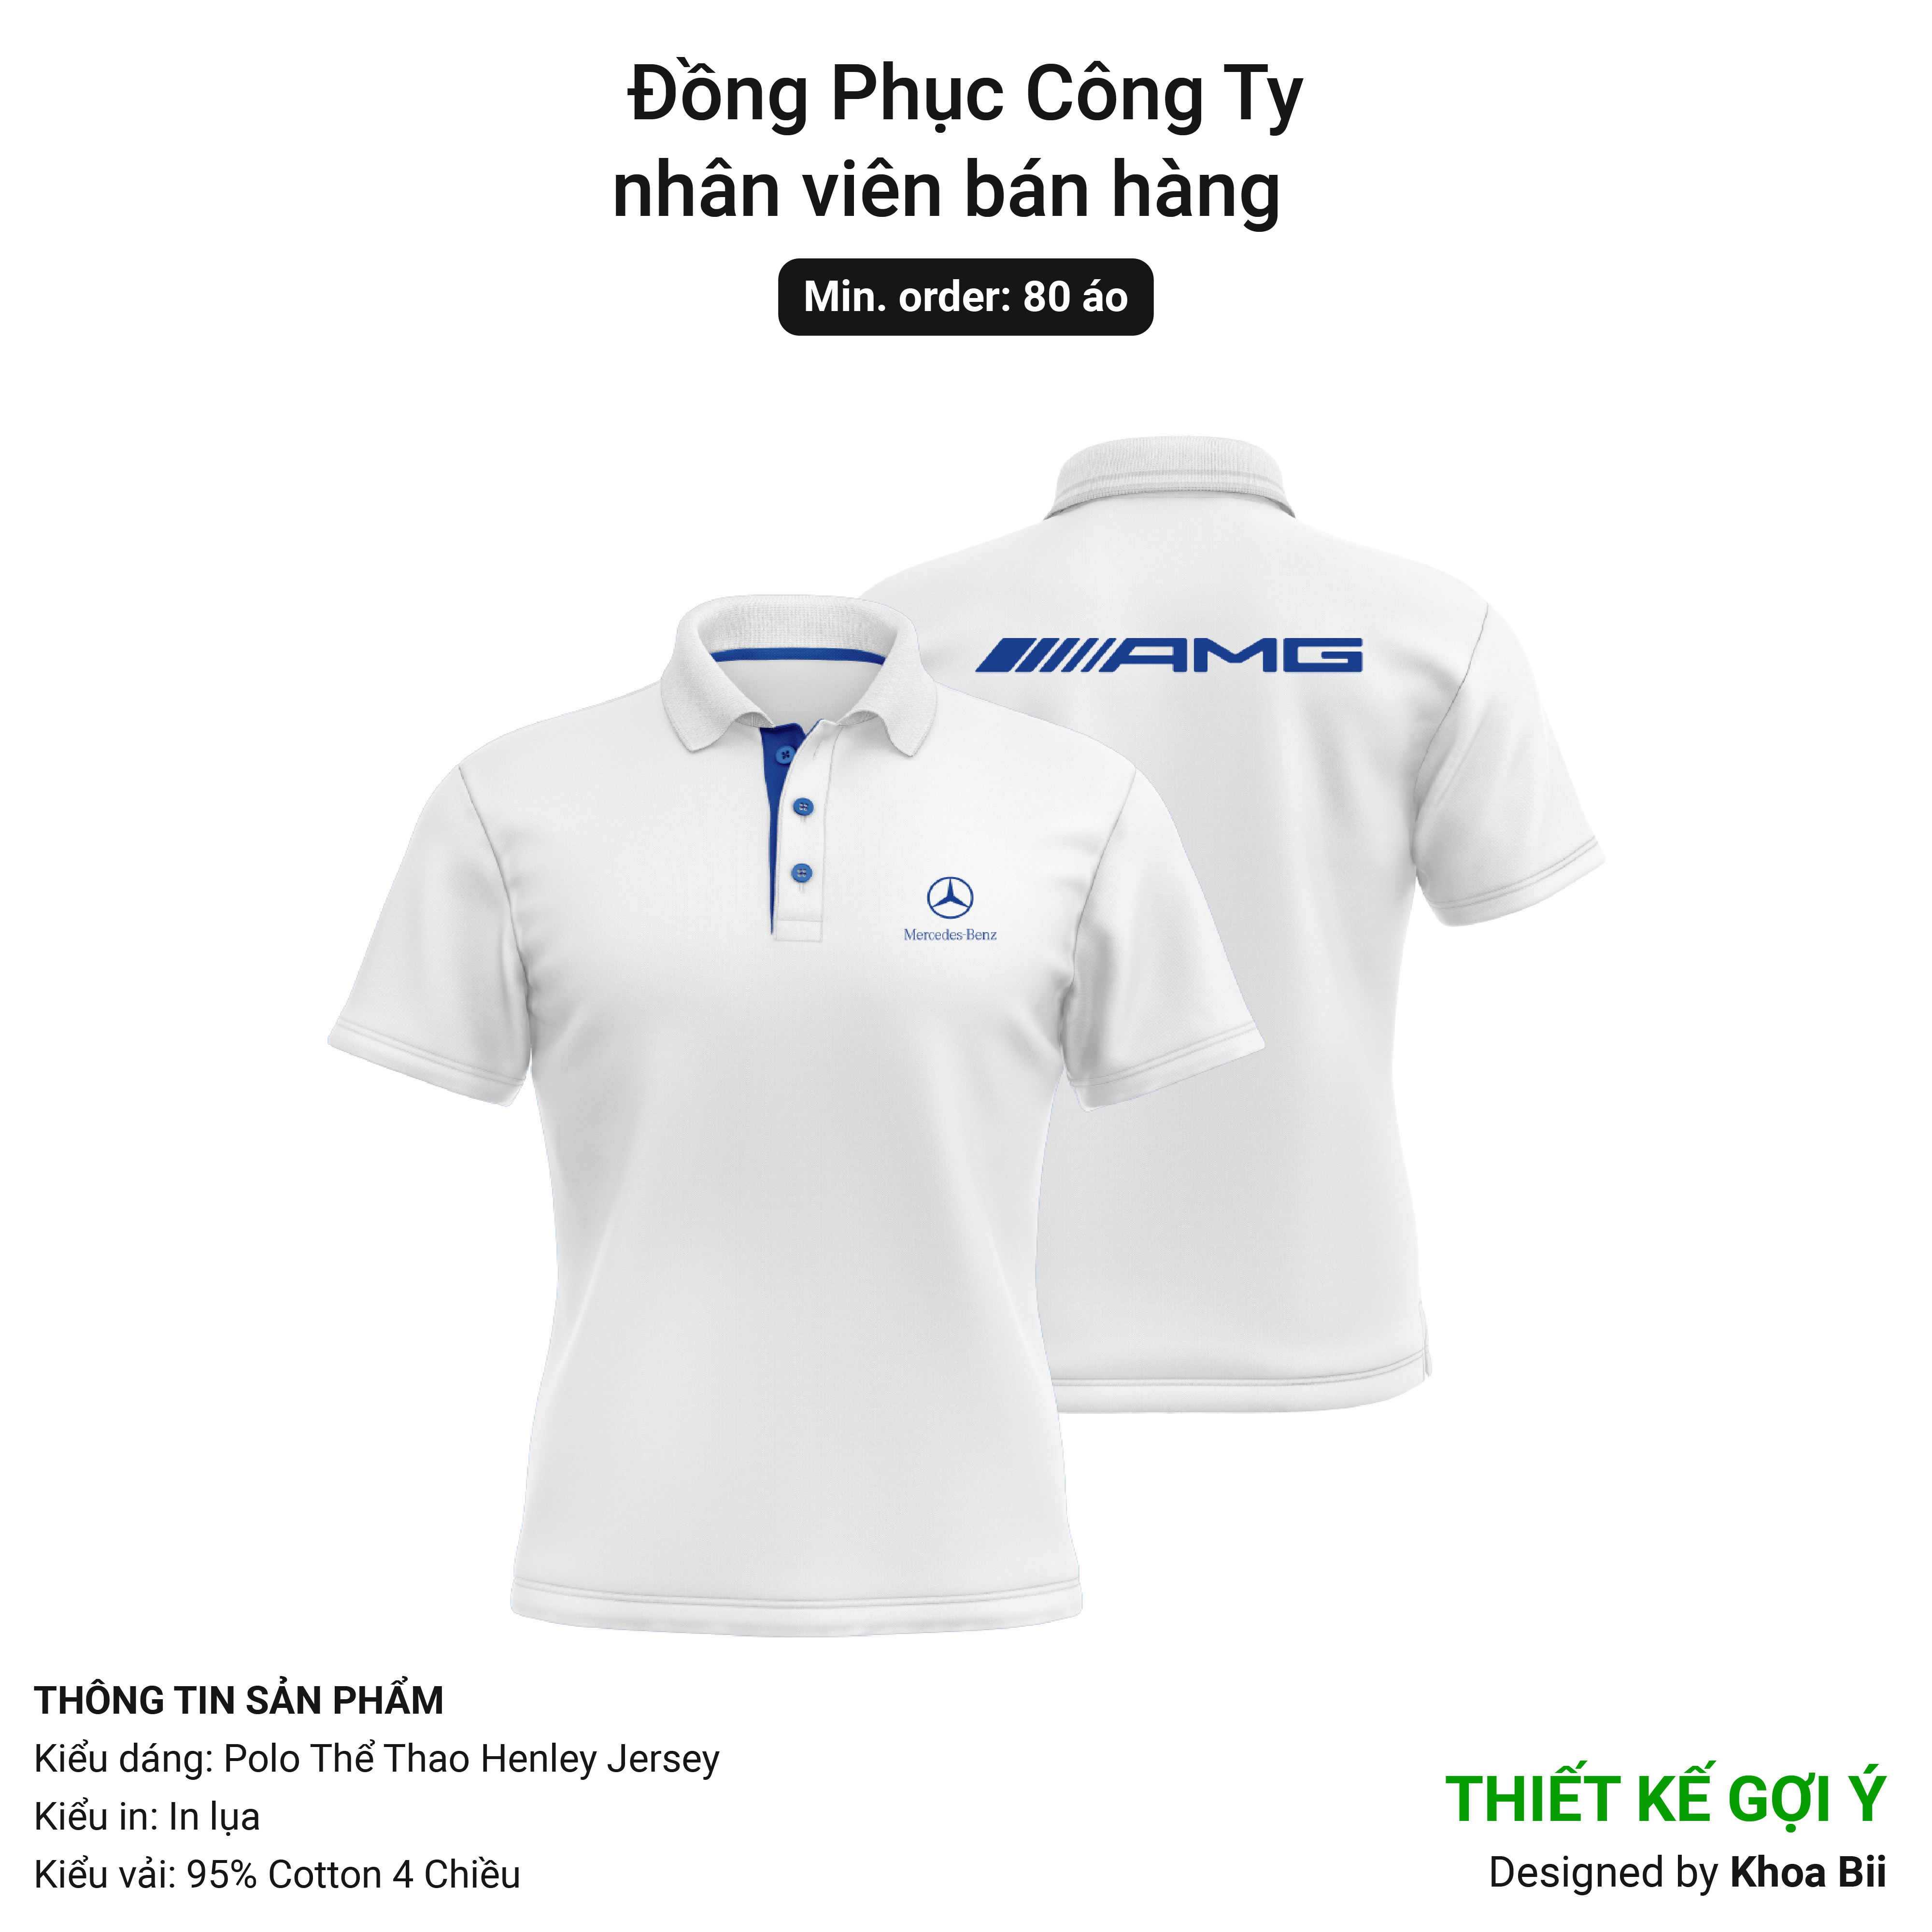 Đồng Phục Công Ty
nhân viên bán hàng
Min. order: 80 áo
AMG
Mercedes-Benz
THÔNG TIN SẢN PHẨM
Kiểu dáng: Polo Thể Thao Henley Jersey
Kiểu in: In lụa
Kiểu vải: 95% Cotton 4 Chiều
THIẾT KẾ GỢI Ý
Designed by Khoa Bii